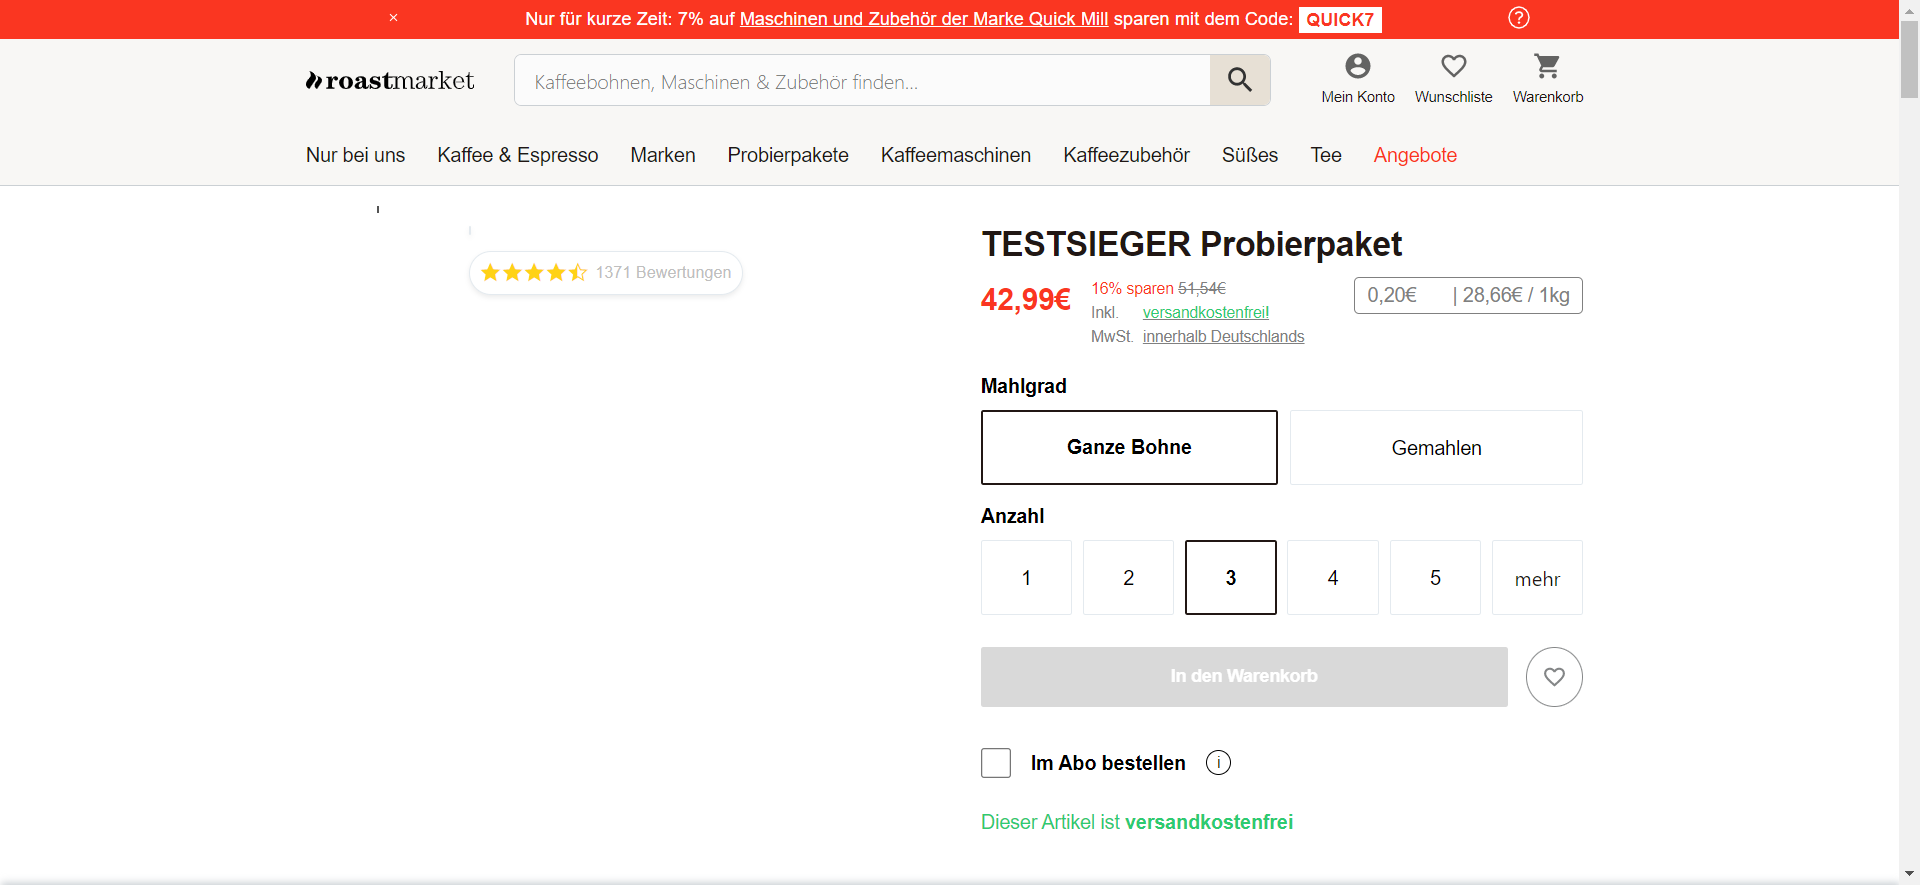 × Nur für kurze Zeit: 7% auf Maschinen und Zubehör der Marke Quick Mill sparen mit dem Code: QUICK7 ?
roastmarket
Kaffeebohnen, Maschinen & Zubehör finden...
Mein Konto Wunschliste Warenkorb
Nur bei uns Kaffee & Espresso Marken Probierpakete Kaffeemaschinen Kaffeezubehör Süßes Tee Angebote
1371 Bewertungen
TESTSIEGER Probierpaket
42,99€
16% sparen 51,54€
Inkl. versandkostenfrei!
MwSt. innerhalb Deutschlands
0,20€ | 28,66€ / 1kg
Mahlgrad
Ganze Bohne Gemahlen
Anzahl
1 2 3 4 5 mehr
In den Warenkorb
Im Abo bestellen i
Dieser Artikel ist versandkostenfrei